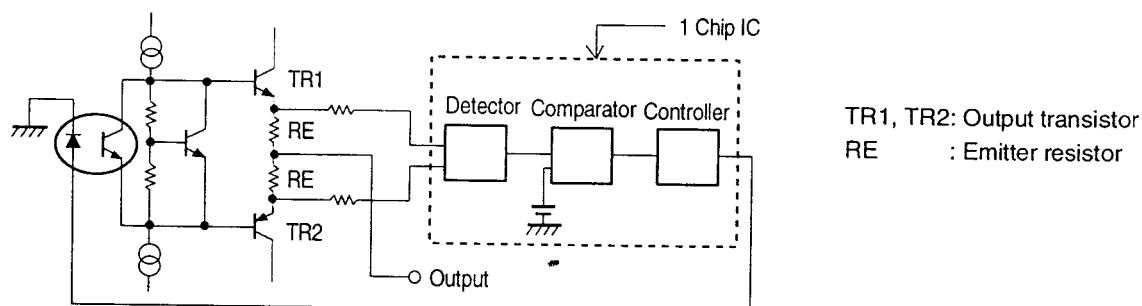 1 Chip IC
TR1
Detector Comparator Controller
RE
RE
TR2
Output
TR1, TR2: Output transistor
RE : Emitter resistor